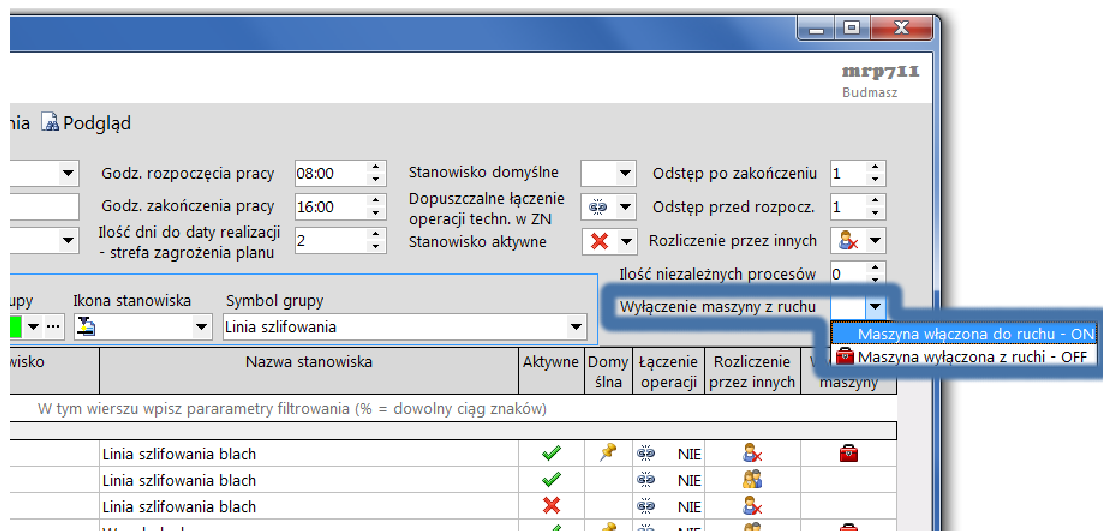 mrp711
Budmasz
Podgląd
Godz. rozpoczęcia pracy 08:00 Stanowisko domyślne Odstęp po zakończeniu 1
Godz. zakończenia pracy 16:00 Dopuszczalne łączenie operacji techn. w ZN Odstęp przed rozpocz. 1
Ilość dni do daty realizacji
- strefa zagrożenia planu 2 Stanowisko aktywne Rozliczenie przez innych
Ilość niezależnych procesów 0
Ikona stanowiska Symbol grupy Wyłączenie maszyny z ruchu
Linia szlifowania
Maszyna włączona do ruchu - ON
Maszyna wyłączona z ruchi - OFF
Nazwa stanowiska Aktywne Domy Łączenie Rozliczenie
ślna operacji przez innych maszyny
W tym wierszu wpisz pararametry filtrowania (% = dowolny ciąg znaków)
Linia szlifowania blach NIE
Linia szlifowania blach NIE
Linia szlifowania blach NIE
NIE